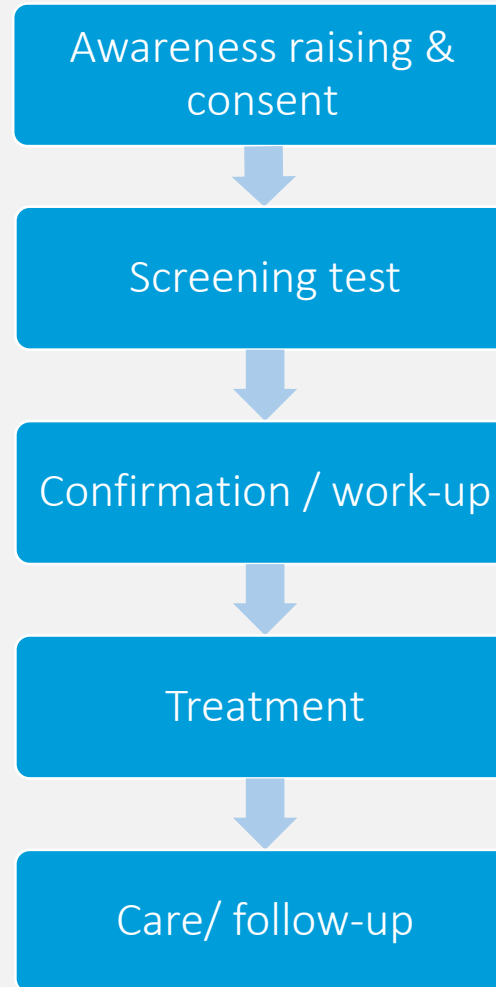 Awareness raising &
consent
Screening test
Confirmation / work-up
Treatment
Care/ follow-up